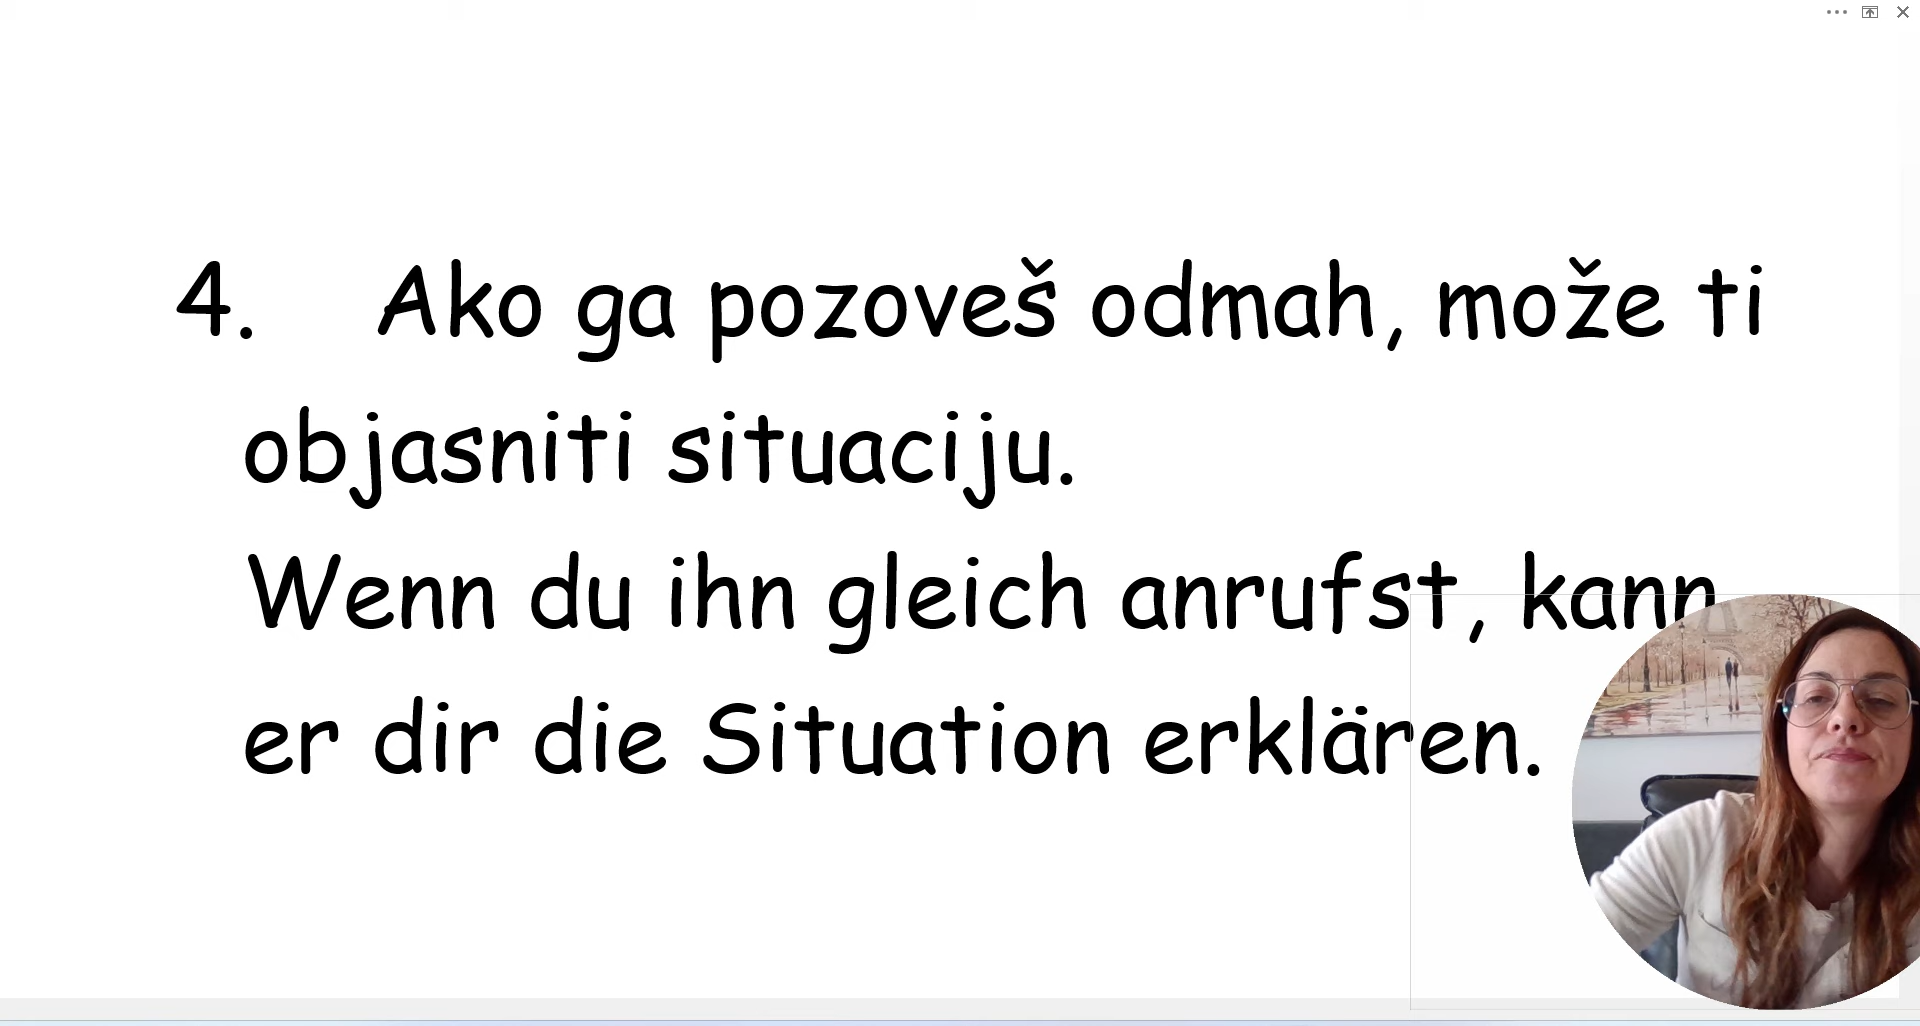 4. Ako ga pozoveš odmah, može ti
objasniti situaciju.
Wenn du ihn gleich anrufst, kann
er dir die Situation erklären.